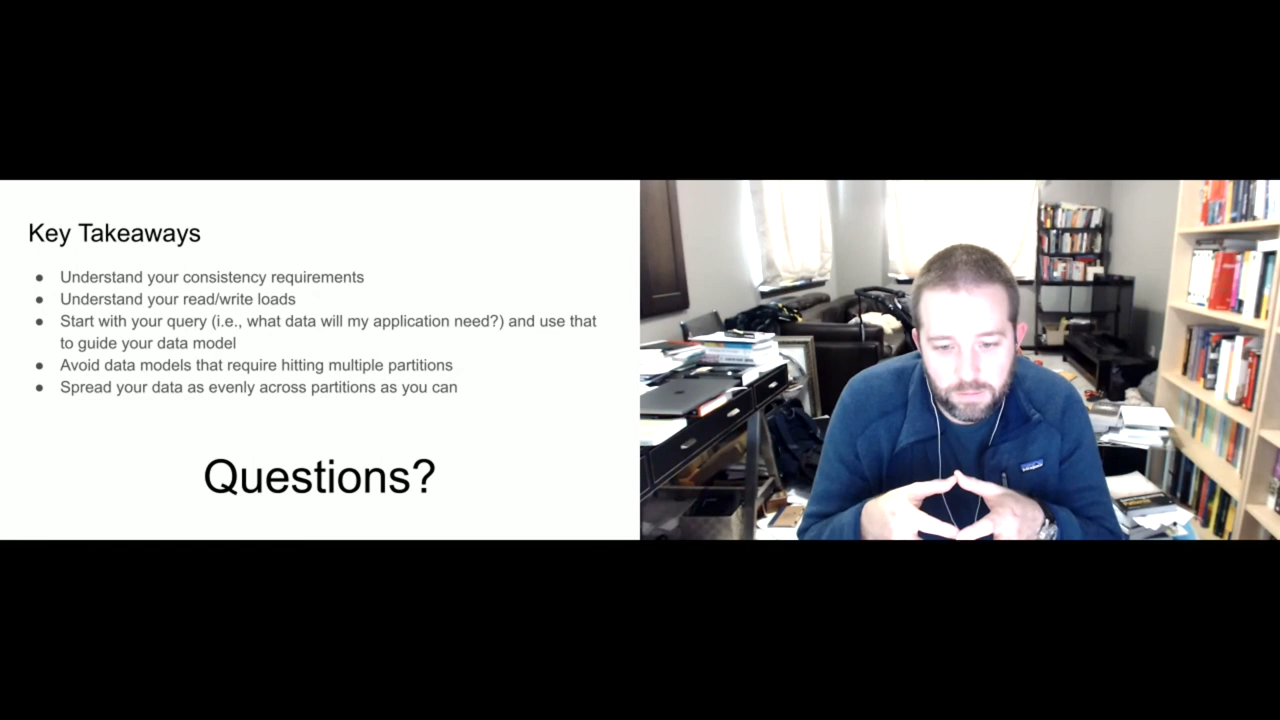 Key Takeaways
● Understand your consistency requirements
● Understand your read/write loads
● Start with your query (i.e., what data will my application need?) and use that
to guide your data model
● Avoid data models that require hitting multiple partitions
● Spread your data as evenly across partitions as you can
Questions?